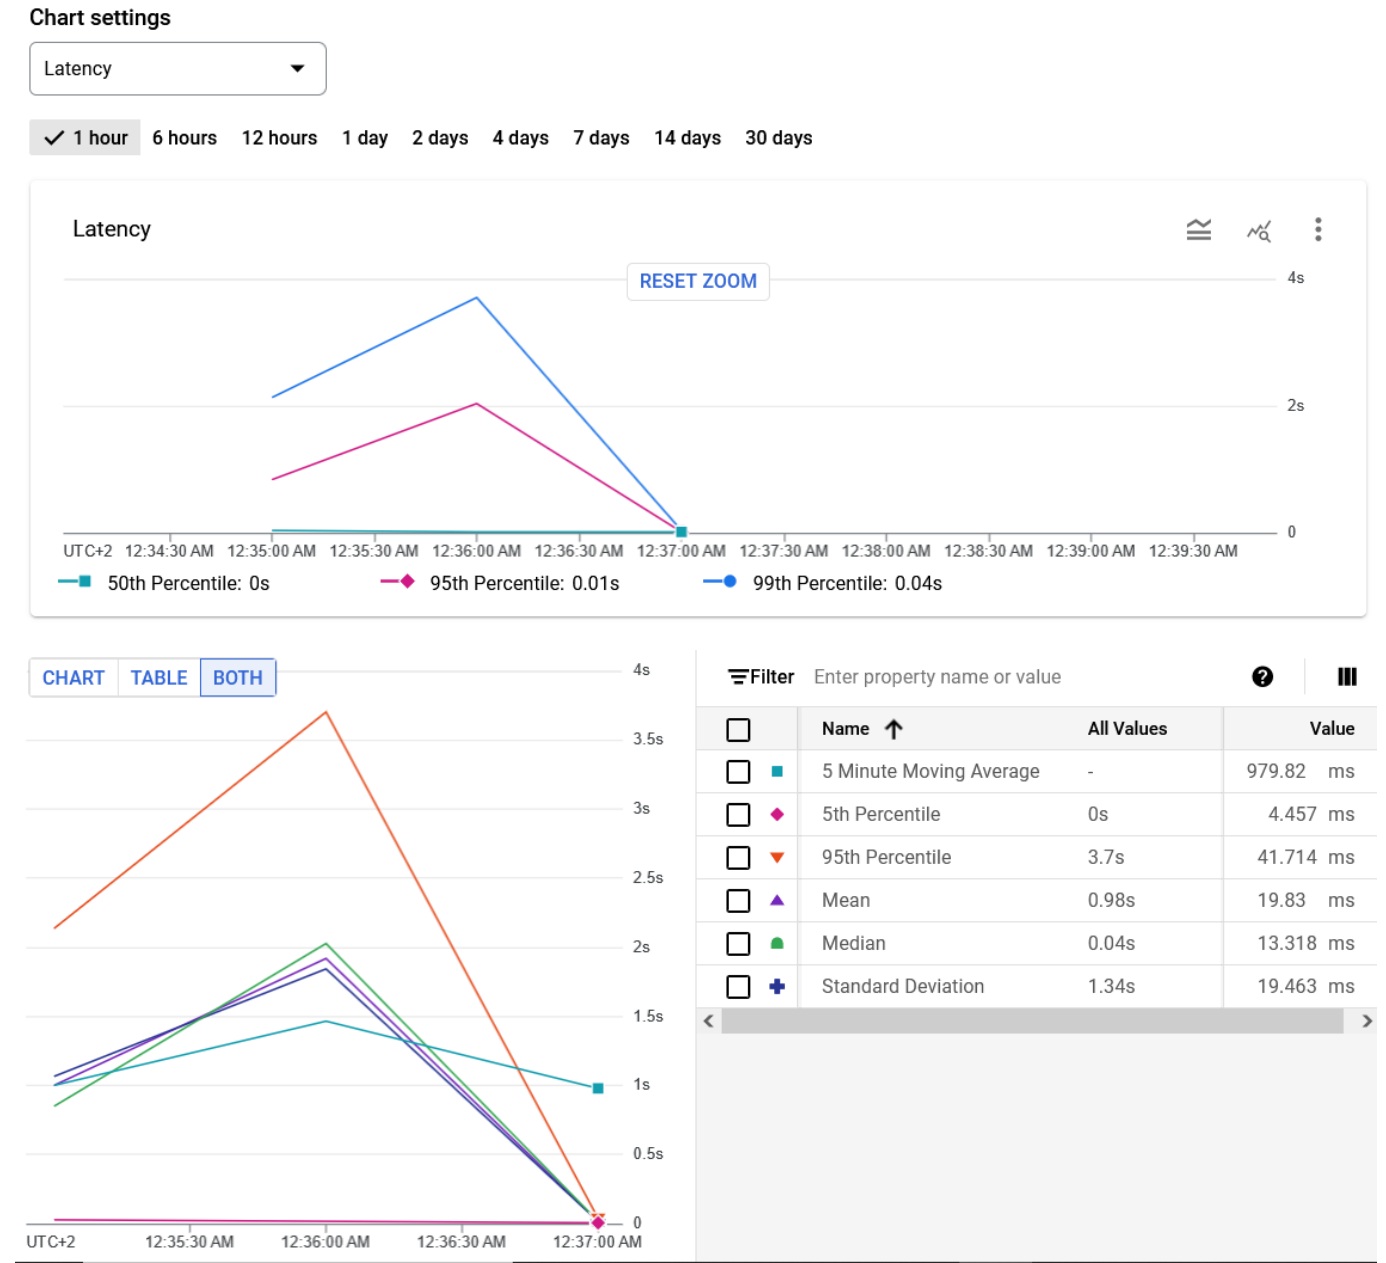 Chart settings
Latency
1 hour 6 hours 12 hours 1 day 2 days 4 days 7 days 14 days 30 days
Latency
RESET ZOOM
4s
2s
0
UTC+2 12:34:30 AM 12:35:00 AM 12:35:30 AM 12:36:00 AM 12:36:30 AM 12:37:00 AM 12:37:30 AM 12:38:00 AM 12:38:30 AM 12:39:00 AM 12:39:30 AM
50th Percentile: 0s 95th Percentile: 0.01s 99th Percentile: 0.04s
CHART TABLE BOTH
4s
3.5s
3s
2.5s
2s
1.5s
1s
0.5s
0
UTC+2 12:35:30 AM 12:36:00 AM 12:36:30 AM 12:37:00 AM
Filter Enter property name or value
Name All Values Value
5 Minute Moving Average - 979.82 ms
5th Percentile 0s 4.457 ms
95th Percentile 3.7s 41.714 ms
Mean 0.98s 19.83 ms
Median 0.04s 13.318 ms
Standard Deviation 1.34s 19.463 ms